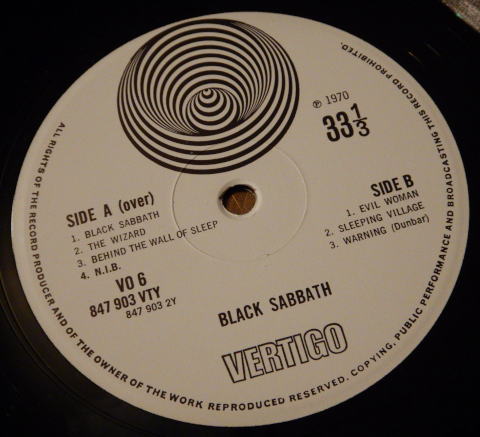 ℗ 1970
33 1/3
SIDE A (over)
1. BLACK SABBATH
2. THE WIZARD
3. BEHIND THE WALL OF SLEEP
4. N.I.B.
VO 6
847 903 VTY
847 903 2Y
SIDE B
1. EVIL WOMAN
2. SLEEPING VILLAGE
3. WARNING (Dunbar)
BLACK SABBATH
VERTIGO
ALL RIGHTS OF THE RECORD PRODUCER AND OF THE OWNER OF THE WORK REPRODUCED RESERVED. COPYING, PUBLIC PERFORMANCE AND BROADCASTING THIS RECORD PROHIBITED.